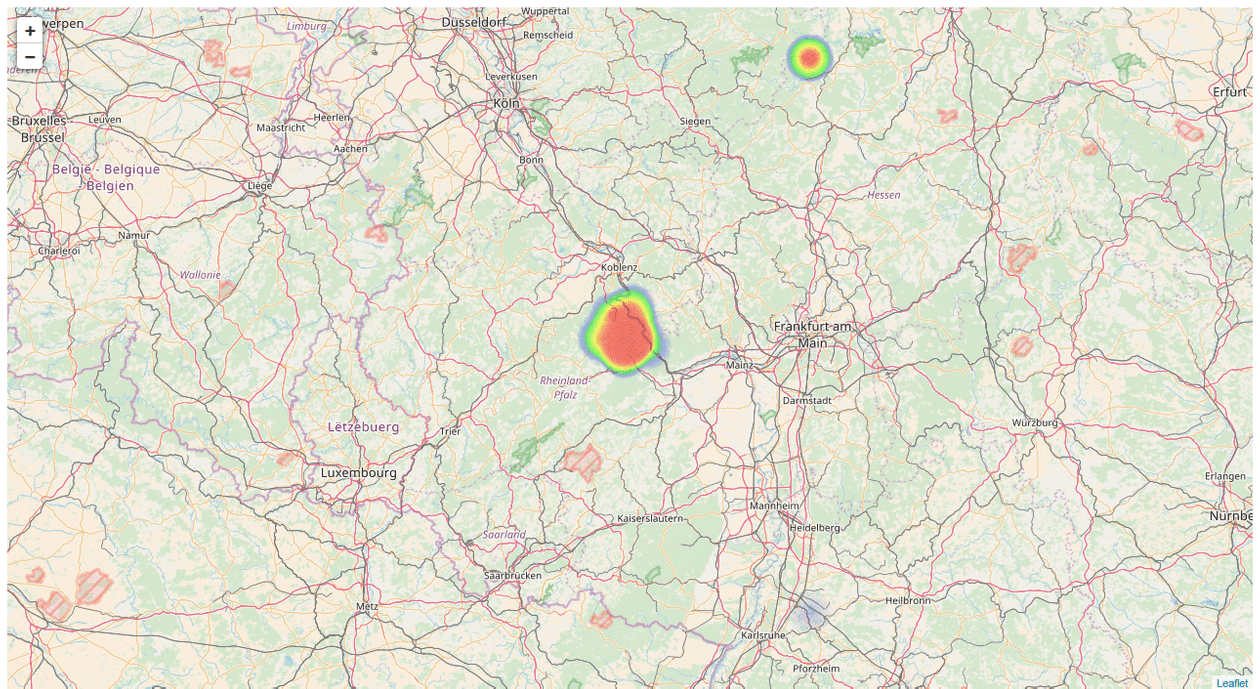 +
−
Limburg
Düsseldorf
Wuppertal
Remscheid
Leverkusen
Köln
Erfurt
Bruxelles -
Brussel
Leuven
Maastricht
Heerlen
Siegen
Aachen
Bonn
België - Belgique
- Belgien
Liège
Hessen
Namur
Charleroi
Koblenz
Wallonie
Frankfurt am
Main
Mainz
Rheinland-
Pfalz
Darmstadt
Lëtzebuerg
Trier
Würzburg
Luxembourg
Erlangen
Mannheim
Kaiserslautern
Heidelberg
Saarland
Nürnbe
Saarbrücken
Metz
Heilbronn
Karlsruhe
Pforzheim
Leaflet